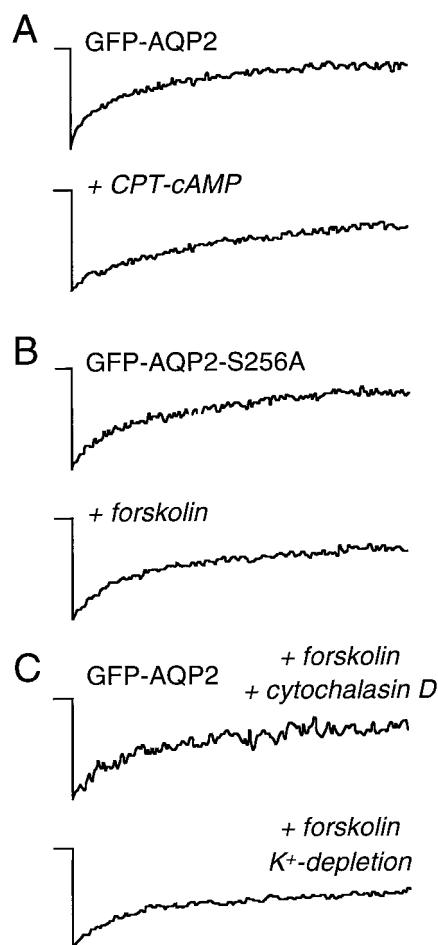 A
GFP-AQP2
+ CPT-cAMP
B
GFP-AQP2-S256A
+ forskolin
C
GFP-AQP2
+ forskolin
+ cytochalasin D
+ forskolin
K⁺-depletion